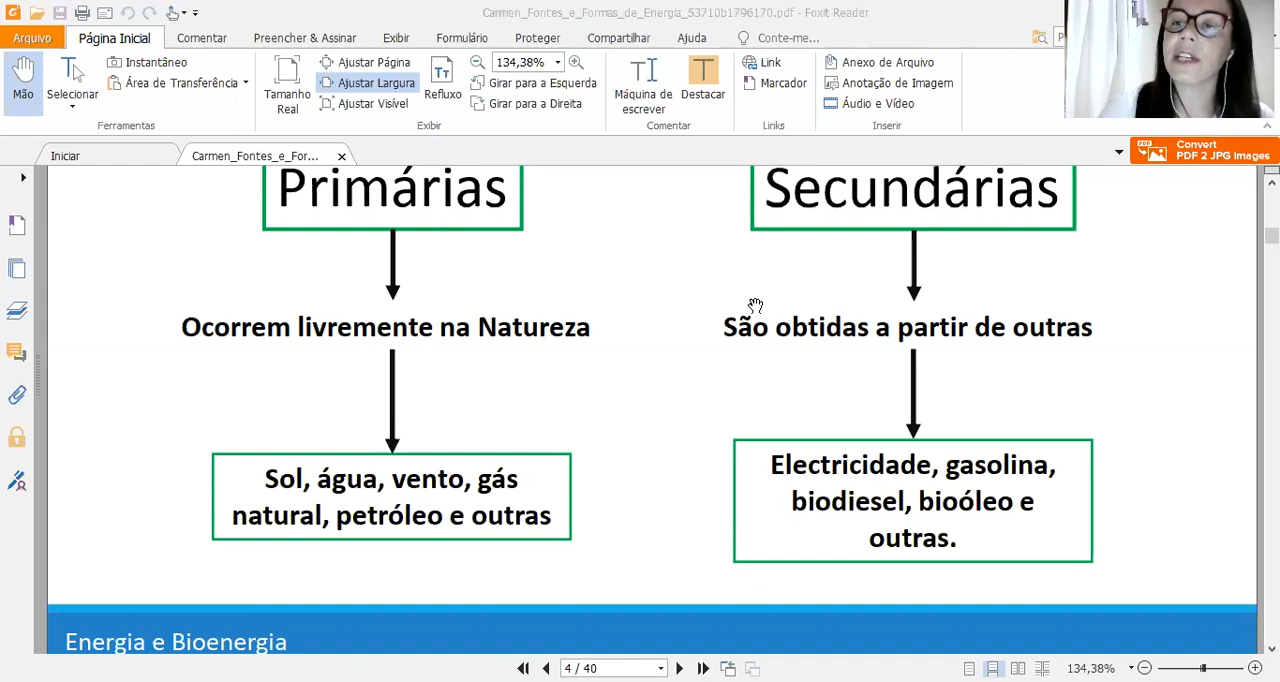 Carmen_Fontes_e_Formas_de_Energia_53710b1796170.pdf - Foxit Reader
Arquivo Página Inicial Comentar Preencher & Assinar Exibir Formulário Proteger Compartilhar Ajuda Conte-me...
Mão
Selecionar
Instantâneo
Área de Transferência
Ferramentas
Tamanho Real
Ajustar Página
Ajustar Largura
Ajustar Visível
Refluxo
134,38%
Girar para a Esquerda
Girar para a Direita
Exibir
Máquina de escrever
Destacar
Comentar
Link
Marcador
Links
Anexo de Arquivo
Anotação de Imagem
Áudio e Vídeo
Inserir
Iniciar
Carmen_Fontes_e_For...
Convert
PDF 2 JPG Images
Primárias
Ocorrem livremente na Natureza
Sol, água, vento, gás
natural, petróleo e outras
Secundárias
São obtidas a partir de outras
Electricidade, gasolina,
biodiesel, bioóleo e
outras.
Energia e Bioenergia
4 / 40
134,38%